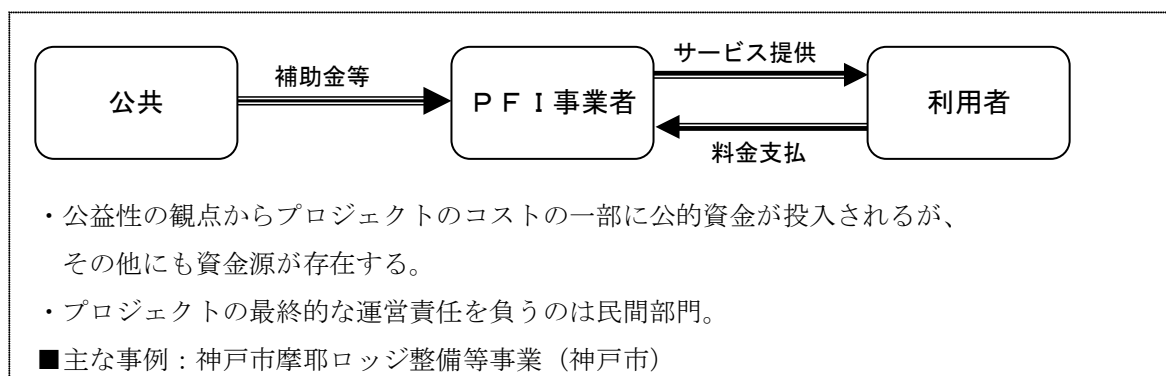 公共
補助金等
ＰＦＩ事業者
サービス提供
料金支払
利用者
・公益性の観点からプロジェクトのコストの一部に公的資金が投入されるが、
その他にも資金源が存在する。
・プロジェクトの最終的な運営責任を負うのは民間部門。
■主な事例：神戸市摩耶ロッジ整備等事業（神戸市）